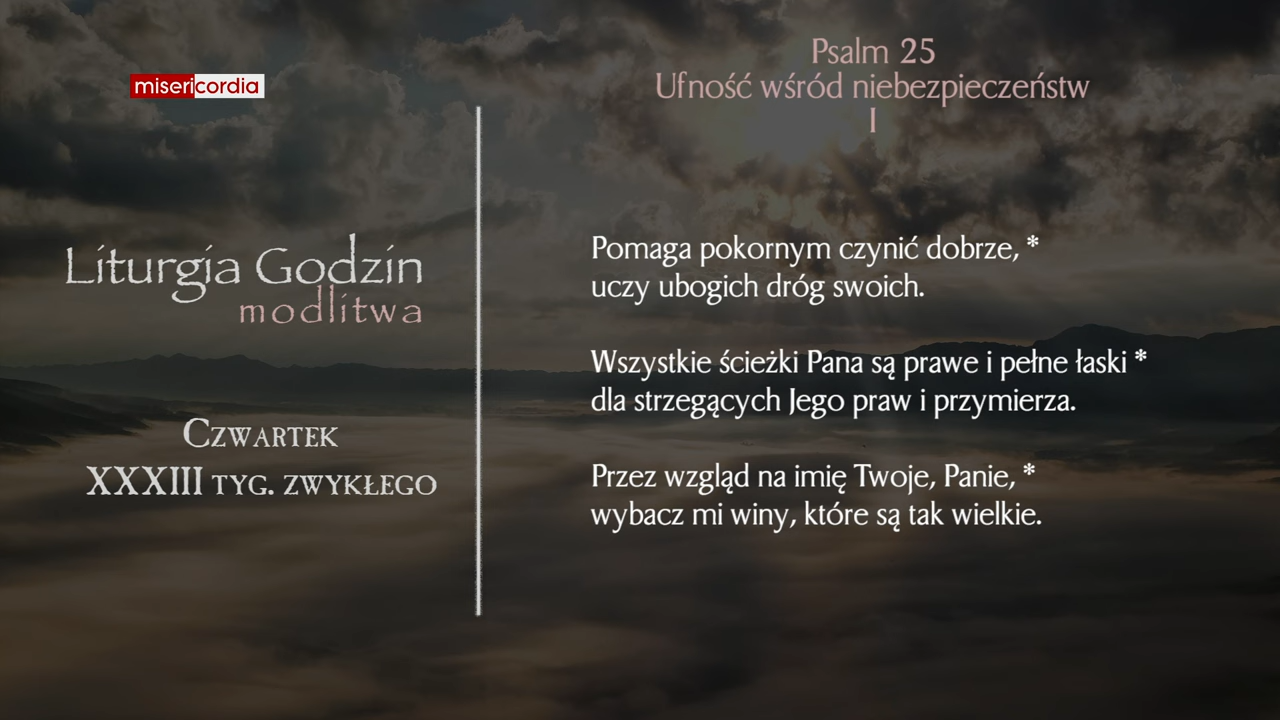 misericordia
Liturgia Godzin
modlitwa
Czwartek
XXXIII tyg. zwykłego
Psalm 25
Ufność wśród niebezpieczeństw
I
Pomaga pokornym czynić dobrze, *
uczy ubogich dróg swoich.
Wszystkie ścieżki Pana są prawe i pełne łaski *
dla strzegących Jego praw i przymierza.
Przez wzgląd na imię Twoje, Panie, *
wybacz mi winy, które są tak wielkie.